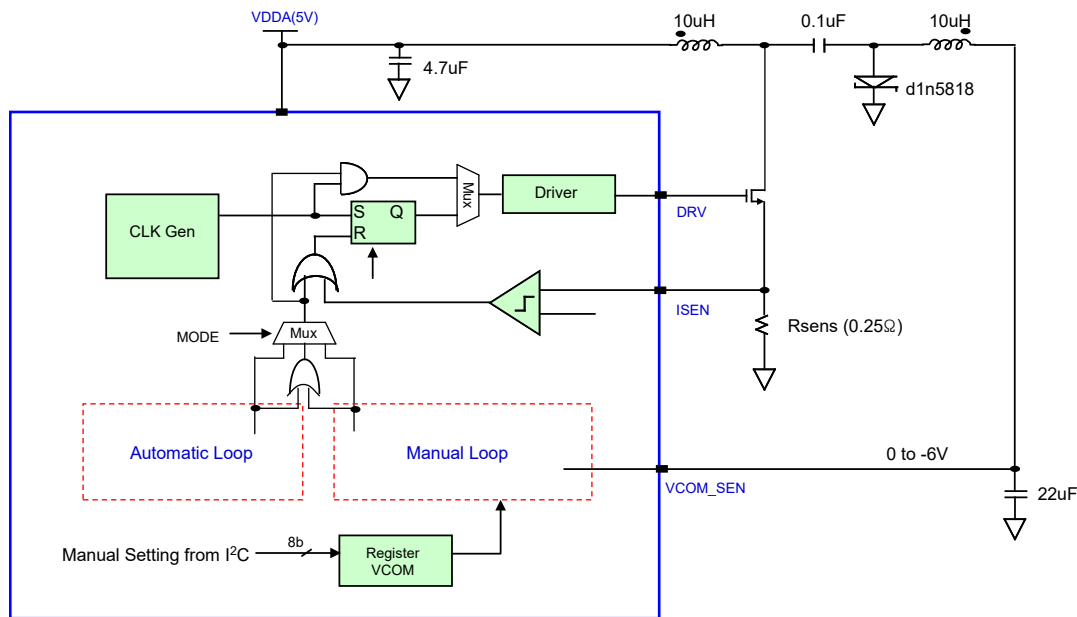 VDDA(5V)
10uH
0.1uF
10uH
4.7uF
d1n5818
CLK Gen
S
Q
R
Mux
Driver
DRV
ISEN
Rsens (0.25Ω)
MODE
Mux
Automatic Loop
Manual Loop
0 to -6V
VCOM_SEN
22uF
Manual Setting from I²C
8b
Register
VCOM